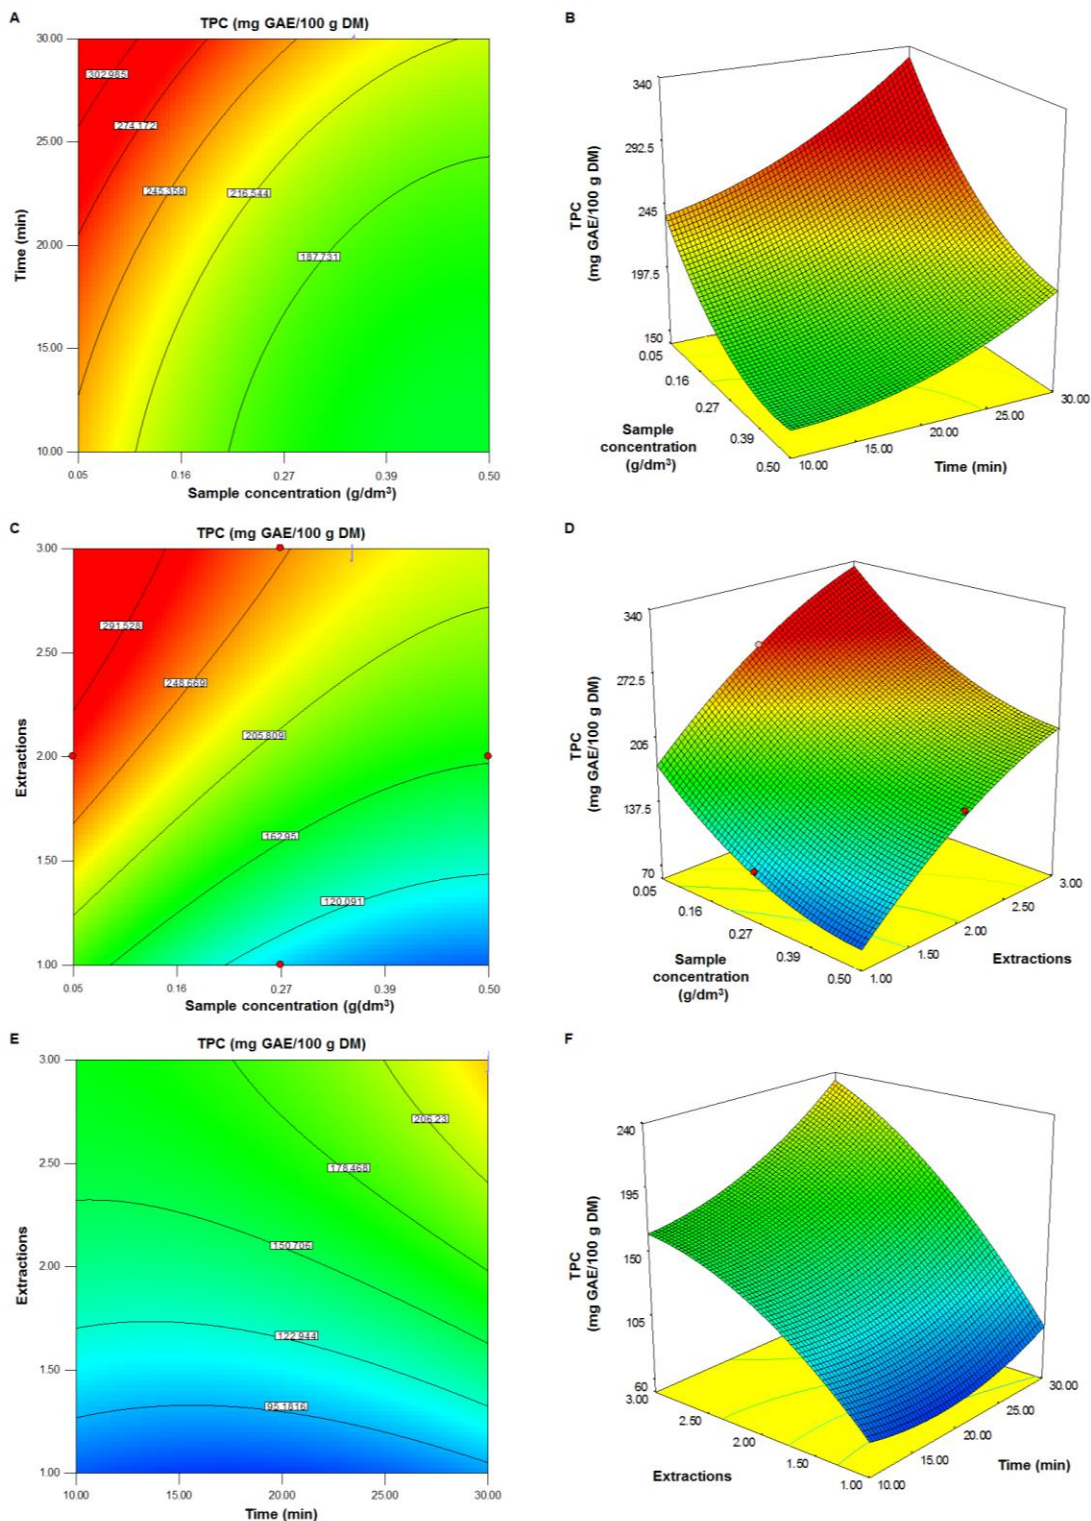 A
TPC (mg GAE/100 g DM)
30.00
25.00
20.00
15.00
10.00
Time (min)
302.985
274.172
245.358
216.544
187.731
0.05
0.16
0.27
0.39
0.50
Sample concentration (g/dm³)
B
340
292.5
245
197.5
150
TPC
(mg GAE/100 g DM)
0.05
0.16
0.27
0.39
0.50
Sample
concentration
(g/dm³)
10.00
15.00
20.00
25.00
30.00
Time (min)
C
TPC (mg GAE/100 g DM)
3.00
2.50
2.00
1.50
1.00
Extractions
291.528
248.669
205.809
162.95
120.091
0.05
0.16
0.27
0.39
0.50
Sample concentration (g(dm³)
D
340
272.5
205
137.5
70
TPC
(mg GAE/100 g DM)
0.05
0.16
0.27
0.39
0.50
Sample
concentration
(g/dm³)
1.00
1.50
2.00
2.50
3.00
Extractions
E
TPC (mg GAE/100 g DM)
3.00
2.50
2.00
1.50
1.00
Extractions
206.23
178.468
150.706
122.944
95.1816
10.00
15.00
20.00
25.00
30.00
Time (min)
F
240
195
150
105
60
TPC
(mg GAE/100 g DM)
3.00
2.50
2.00
1.50
1.00
Extractions
10.00
15.00
20.00
25.00
30.00
Time (min)